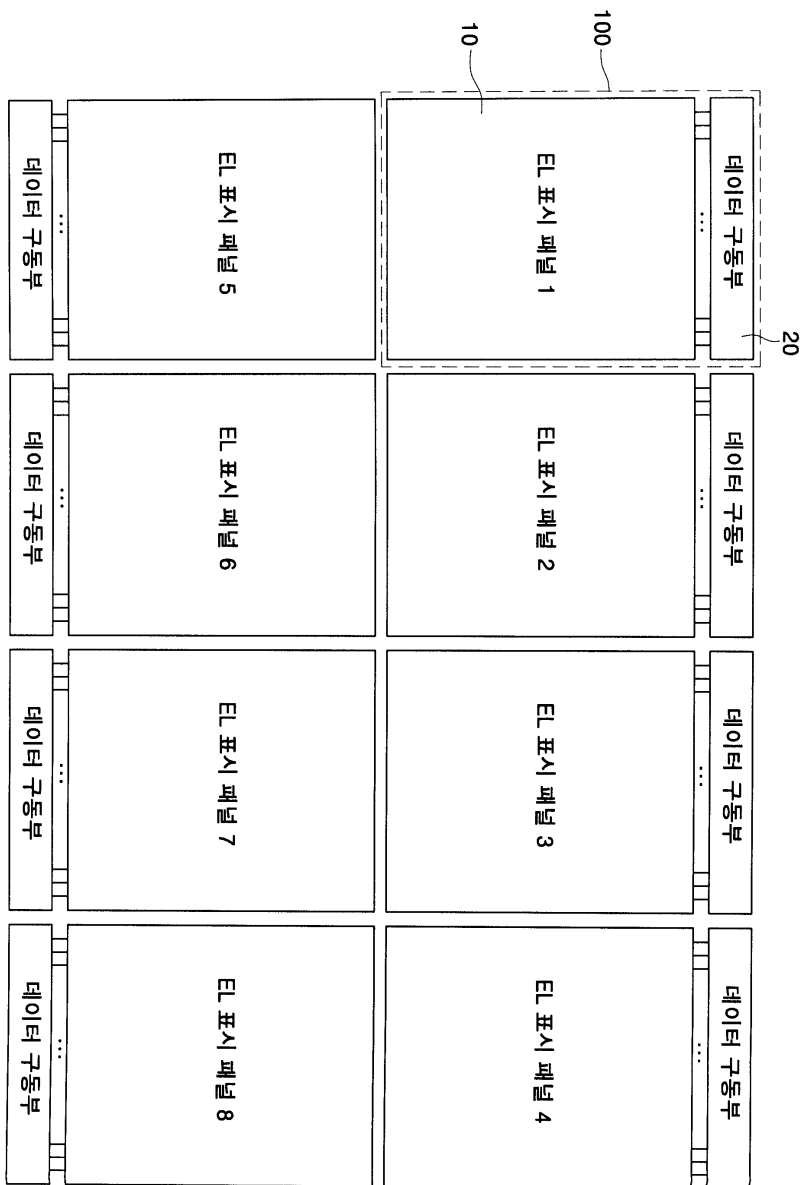 20
데이터 구동부
데이터 구동부
데이터 구동부
데이터 구동부
100
EL 표시 패널 1
EL 표시 패널 2
EL 표시 패널 3
EL 표시 패널 4
10
EL 표시 패널 5
EL 표시 패널 6
EL 표시 패널 7
EL 표시 패널 8
데이터 구동부
데이터 구동부
데이터 구동부
데이터 구동부